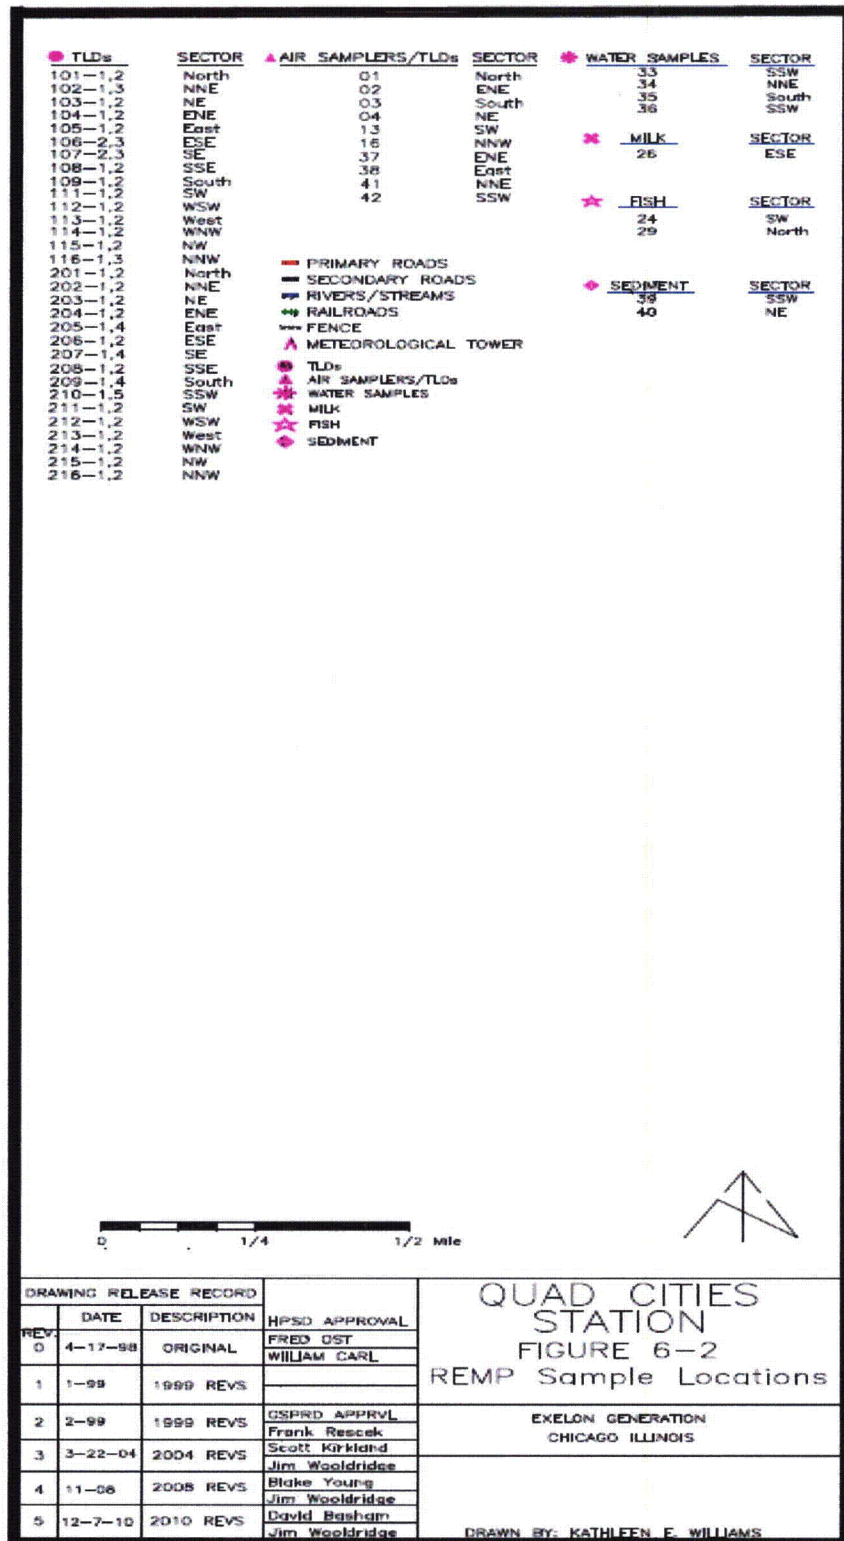 TLDs SECTOR
101-1,2 North
102-1,3 NNE
103-1,2 NE
104-1,2 ENE
105-1,2 East
106-2,3 ESE
107-2,3 SE
108-1,2 SSE
109-1,2 South
111-1,2 SW
112-1,2 WSW
113-1,2 West
114-1,2 WNW
115-1,2 NW
116-1,3 NNW
201-1,2 North
202-1,2 NNE
203-1,2 NE
204-1,2 ENE
205-1,4 East
206-1,2 ESE
207-1,4 SE
208-1,2 SSE
209-1,4 South
210-1,5 SSW
211-1,2 SW
212-1,2 WSW
213-1,2 West
214-1,2 WNW
215-1,2 NW
216-1,2 NNW
AIR SAMPLERS/TLDs SECTOR
01 North
02 ENE
03 South
04 NE
13 SW
16 NNW
37 ENE
38 East
41 NNE
42 SSW
PRIMARY ROADS
SECONDARY ROADS
RIVERS/STREAMS
RAILROADS
FENCE
METEOROLOGICAL TOWER
TLDs
AIR SAMPLERS/TLDs
WATER SAMPLES
MILK
FISH
SEDIMENT
WATER SAMPLES SECTOR
33 SSW
34 NNE
35 South
36 SSW
MILK SECTOR
26 ESE
FISH SECTOR
24 SW
29 North
SEDIMENT SECTOR
39 SSW
40 NE
0 1/4 1/2 Mile
DRAWING RELEASE RECORD
REV. DATE DESCRIPTION
0 4-17-98 ORIGINAL
1 1-99 1999 REVS
2 2-99 1999 REVS
3 3-22-04 2004 REVS
4 11-08 2008 REVS
5 12-7-10 2010 REVS
HPSD APPROVAL
FRED OST
WIILIAM CARL
GSPRD APPRVL
Frank Rescek
Scott Kirkland
Jim Wooldridge
Blake Young
Jim Wooldridge
David Basham
Jim Wooldridge
QUAD CITIES
STATION
FIGURE 6-2
REMP Sample Locations
EXELON GENERATION
CHICAGO ILLINOIS
DRAWN BY: KATHLEEN E. WILLIAMS